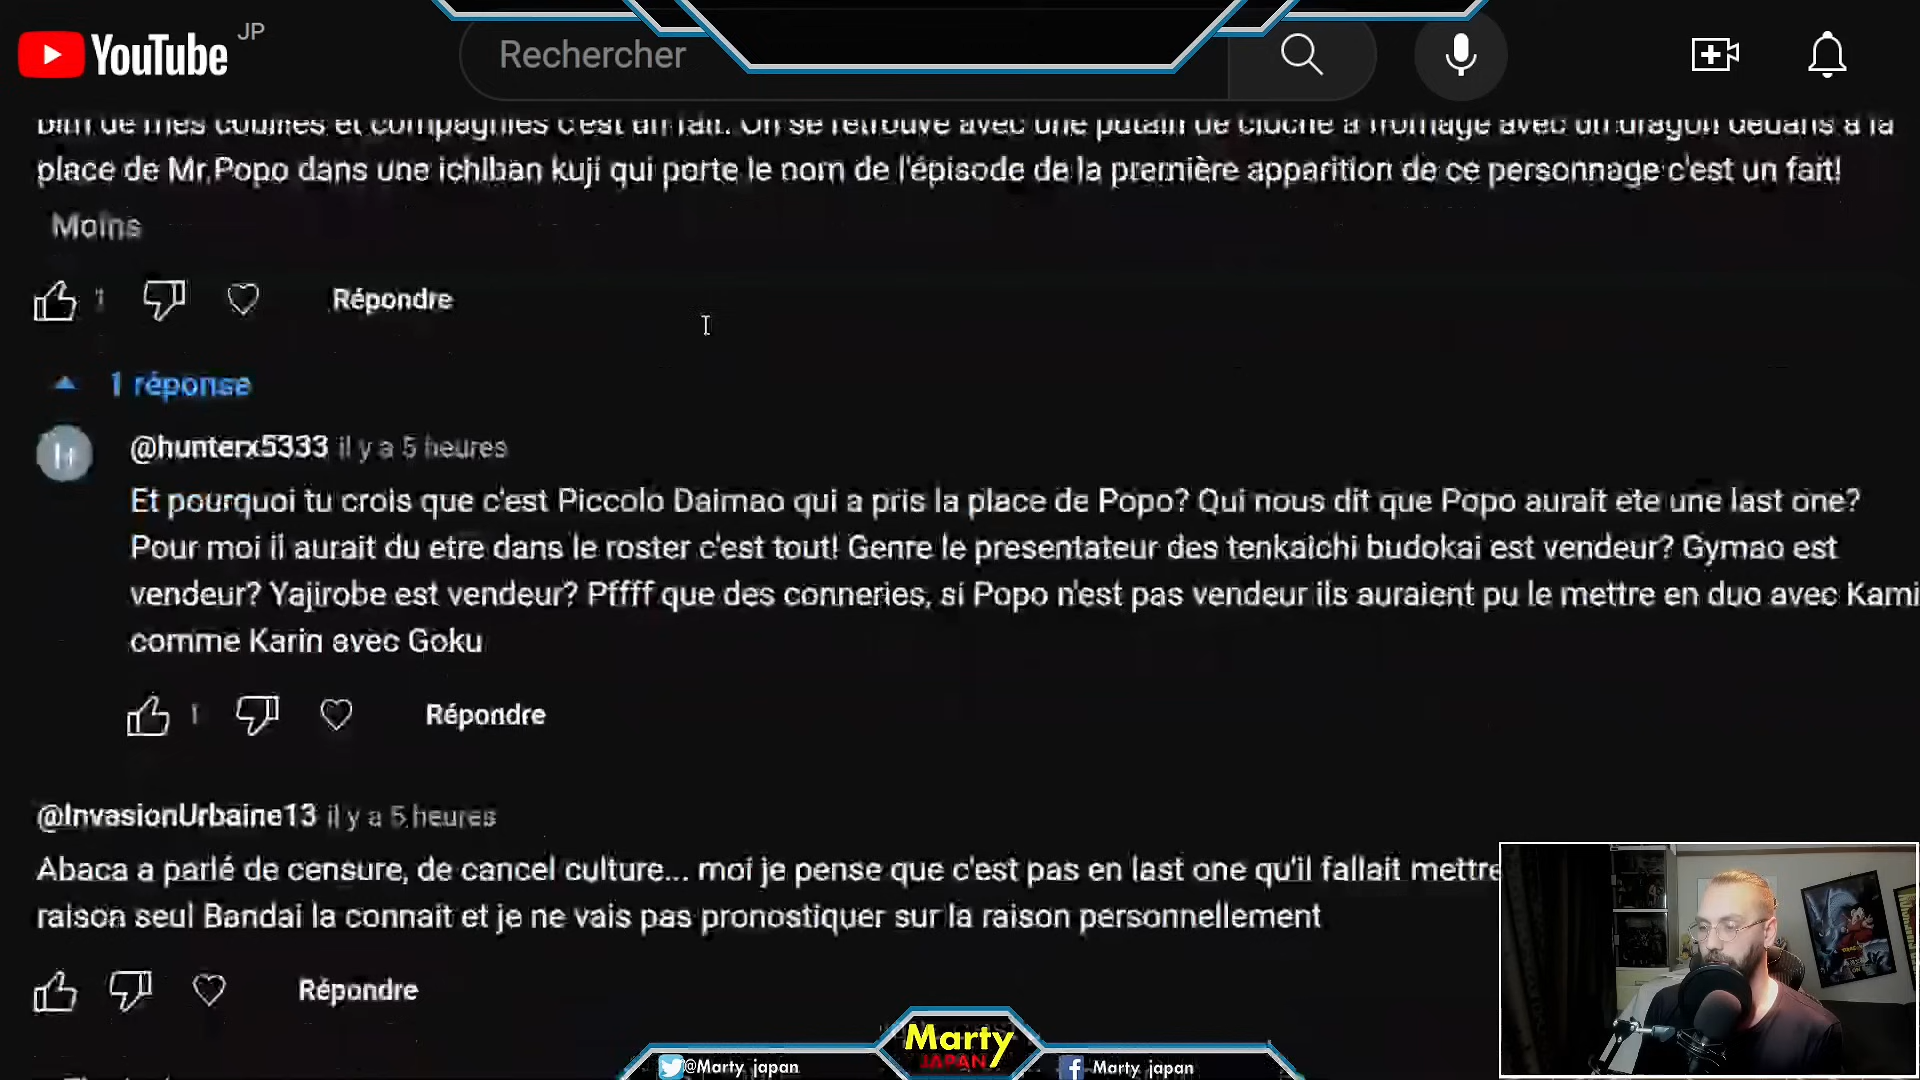 YouTube JP
Rechercher
place de Mr.Popo dans une ichiban kuji qui porte le nom de l'épisode de la première apparition de ce personnage c'est un fait!
Moins
1 Répondre
1 réponse
@hunterx5333 il y a 5 heures
Et pourquoi tu crois que c'est Piccolo Daimao qui a pris la place de Popo? Qui nous dit que Popo aurait ete une last one?
Pour moi il aurait du etre dans le roster c'est tout! Genre le presentateur des tenkaichi budokai est vendeur? Gymao est
vendeur? Yajirobe est vendeur? Pffff que des conneries, si Popo n'est pas vendeur ils auraient pu le mettre en duo avec Kami
comme Karin avec Goku
1 Répondre
@InvasionUrbaine13 il y a 5 heures
Abaca a parlé de censure, de cancel culture... moi je pense que c'est pas en last one qu'il fallait mettre
raison seul Bandai la connait et je ne vais pas pronostiquer sur la raison personnellement
Répondre
Marty
JAPAN
@Marty_japan
Marty_japan